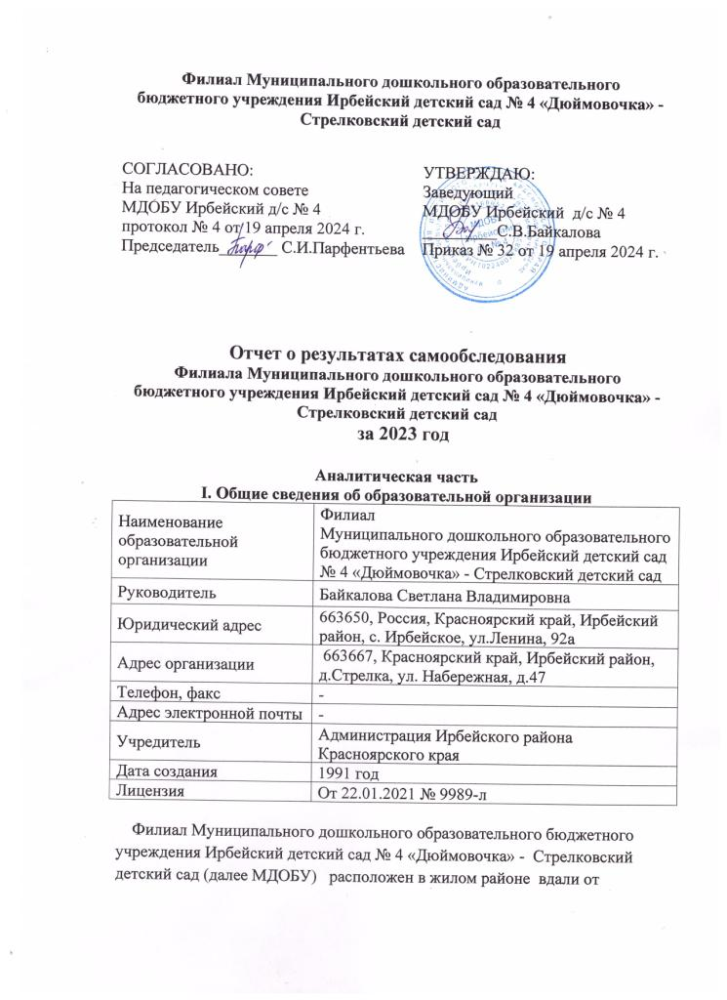 Филиал Муниципального дошкольного образовательного
бюджетного учреждения Ирбейский детский сад № 4 «Дюймовочка» -
Стрелковский детский сад
СОГЛАСОВАНО:
На педагогическом совете
МДОБУ Ирбейский д/с № 4
протокол № 4 от 19 апреля 2024 г.
Председатель С.И.Парфентьева
УТВЕРЖДАЮ:
Заведующий
МДОБУ Ирбейский д/с № 4
С.В.Байкалова
Приказ № 32 от 19 апреля 2024 г.
Отчет о результатах самообследования
Филиала Муниципального дошкольного образовательного
бюджетного учреждения Ирбейский детский сад № 4 «Дюймовочка» -
Стрелковский детский сад
за 2023 год
Аналитическая часть
I. Общие сведения об образовательной организации
Наименование
образовательной
организации
Филиал
Муниципального дошкольного образовательного
бюджетного учреждения Ирбейский детский сад
№ 4 «Дюймовочка» - Стрелковский детский сад
Руководитель
Байкалова Светлана Владимировна
Юридический адрес
663650, Россия, Красноярский край, Ирбейский
район, с. Ирбейское, ул.Ленина, 92а
Адрес организации
663667, Красноярский край, Ирбейский район,
д.Стрелка, ул. Набережная, д.47
Телефон, факс
-
Адрес электронной почты
-
Учредитель
Администрация Ирбейского района
Красноярского края
Дата создания
1991 год
Лицензия
От 22.01.2021 № 9989-л
Филиал Муниципального дошкольного образовательного бюджетного
учреждения Ирбейский детский сад № 4 «Дюймовочка» - Стрелковский
детский сад (далее МДОБУ) расположен в жилом районе вдали от